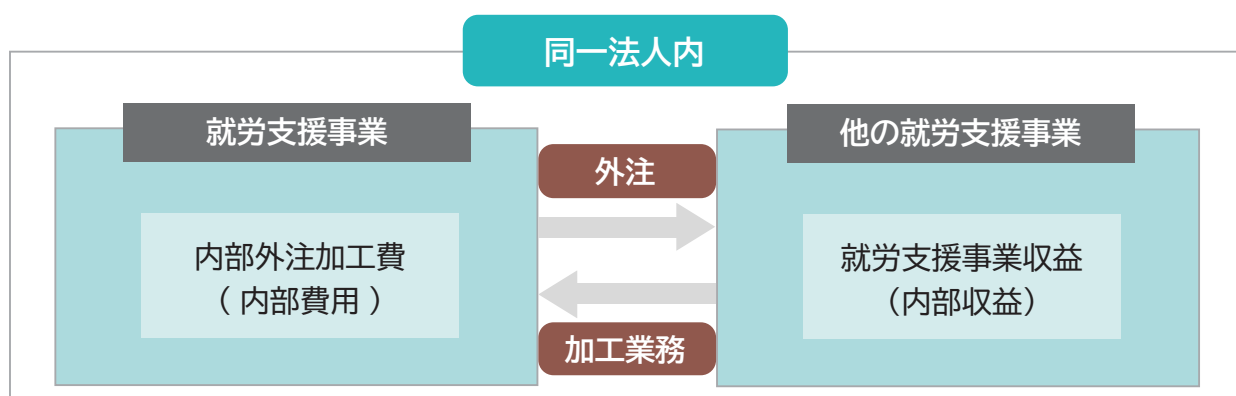 同一法人内
就労支援事業
他の就労支援事業
外注
内部外注加工費
（ 内部費用 ）
就労支援事業収益
（内部収益）
加工業務